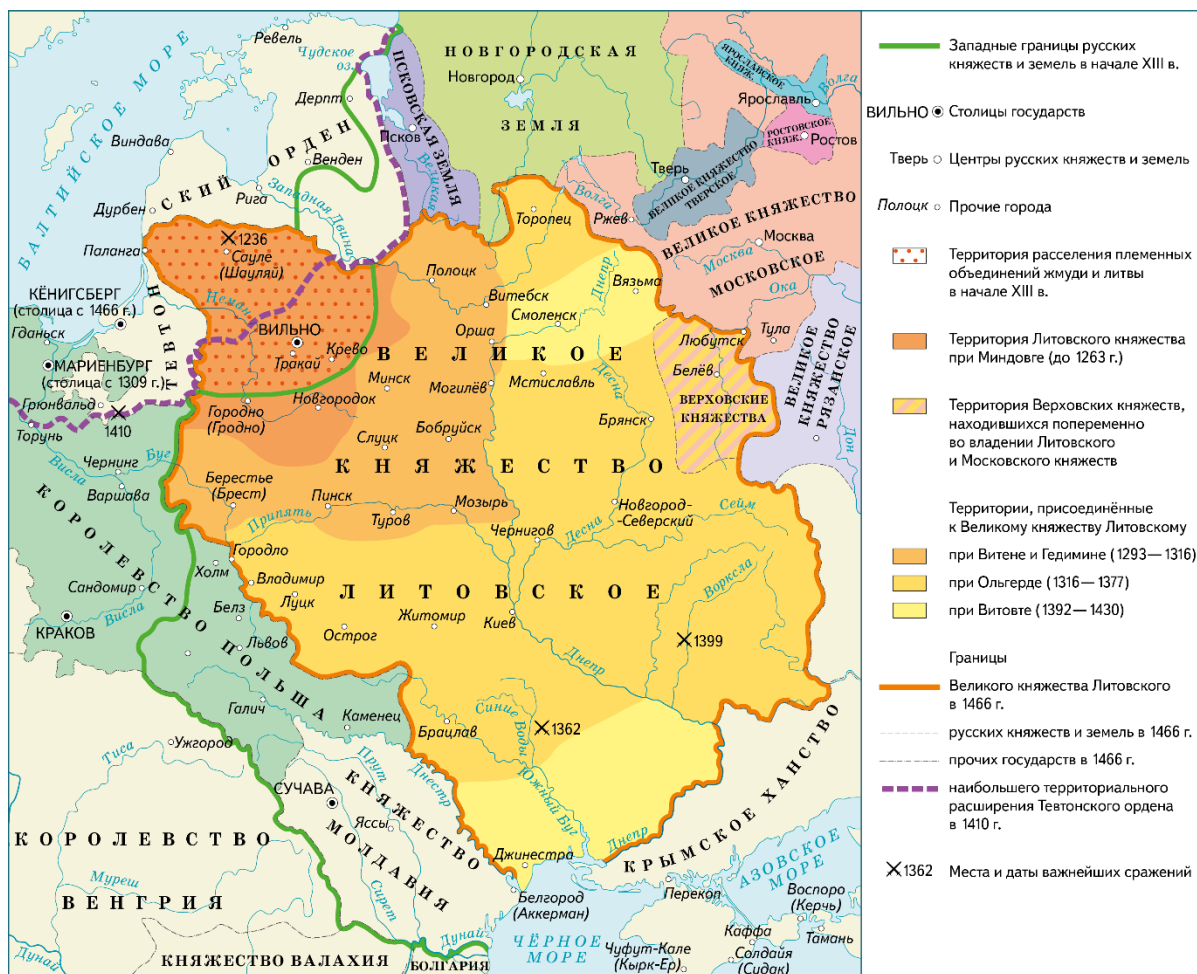 БАЛТИЙСКОЕ МОРЕ
Ревель
Чудское
оз.
Дерпт
Виндава
Венден
ТЕВТОНСКИЙ ОРДЕН
Рига
Западная Двина
Дурбен
Паланга
ПСКОВСКАЯ ЗЕМЛЯ
Псков
Великая
НОВГОРОДСКАЯ
ЗЕМЛЯ
Новгород
ЯРОСЛАВСКОЕ
КНЯЖ.
Волга
Ярославль
РОСТОВСКОЕ
КНЯЖ.
Ростов
Тверь
ВЕЛИКОЕ КНЯЖЕСТВО
ТВЕРСКОЕ
Волга
Ржев
Торопец
ВЕЛИКОЕ КНЯЖЕСТВО
МОСКОВСКОЕ
Москва
Москва
Ока
Тула
ВЕЛИКОЕ
КНЯЖЕСТВО
РЯЗАНСКОЕ
Дон
1236
Сауле
(Шауляй)
Неман
КЁНИГСБЕРГ
(столица с 1466 г.)
Гданьск
МАРИЕНБУРГ
(столица с 1309 г.)
Грюнвальд
1410
Торунь
ВИЛЬНО
Тракай
Крево
Полоцк
Витебск
Днепр
Вязьма
Смоленск
Орша
ВЕЛИКОЕ
КНЯЖЕСТВО
ЛИТОВСКОЕ
Минск
Могилёв
Мстиславль
Десна
Любутск
Белёв
ВЕРХОВСКИЕ
КНЯЖЕСТВА
Брянск
Городно
(Гродно)
Новгородок
Слуцк
Бобруйск
Чернинг
Буг
Висла
Варшава
Берестье
(Брест)
Пинск
Туров
Мозырь
Припять
Чернигов
Десна
Новгород-
-Северский
Сейм
КОРОЛЕВСТВО ПОЛЬША
Городло
Холм
Владимир
Луцк
Сандомир
Висла
КРАКОВ
Белз
Львов
Острог
Житомир
Киев
Ворксла
1399
Днепр
Галич
Каменец
Брацлав
Синие
Воды
1362
Южный Буг
Ужгород
Тиса
СУЧАВА
Прут
Днестр
КНЯЖЕСТВО
МОЛДАВИЯ
Яссы
Сирет
КОРОЛЕВСТВО
ВЕНГРИЯ
Муреш
Дунай
КНЯЖЕСТВО ВАЛАХИЯ
БОЛГАРИЯ
Дунай
Джинестра
Белгород
(Аккерман)
Днепр
КРЫМСКОЕ ХАНСТВО
Перекоп
АЗОВСКОЕ
МОРЕ
Воспоро
(Керчь)
Каффа
Тамань
Солдайя
(Сидак)
Чуфут-Кале
(Кырк-Ер)
ЧЁРНОЕ
МОРЕ
Западные границы русских
княжеств и земель в начале XIII в.
ВИЛЬНО Столицы государств
Тверь Центры русских княжеств и земель
Полоцк Прочие города
Территория расселения племенных
объединений жмуди и литвы
в начале XIII в.
Территория Литовского княжества
при Миндовге (до 1263 г.)
Территория Верховских княжеств,
находившихся попеременно
во владении Литовского
и Московского княжеств
Территории, присоединённые
к Великому княжеству Литовскому
при Витене и Гедимине (1293—1316)
при Ольгерде (1316—1377)
при Витовте (1392—1430)
Границы
Великого княжества Литовского
в 1466 г.
русских княжеств и земель в 1466 г.
прочих государств в 1466 г.
наибольшего территориального
расширения Тевтонского ордена
в 1410 г.
1362 Места и даты важнейших сражений